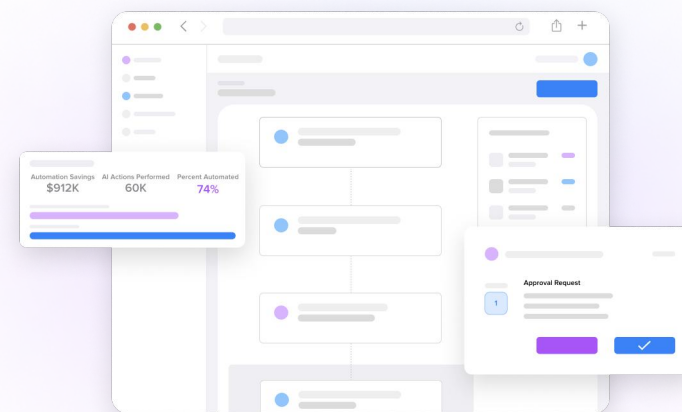 Automation Savings AI Actions Performed Percent Automated
$912K 60K 74%
Approval Request
1